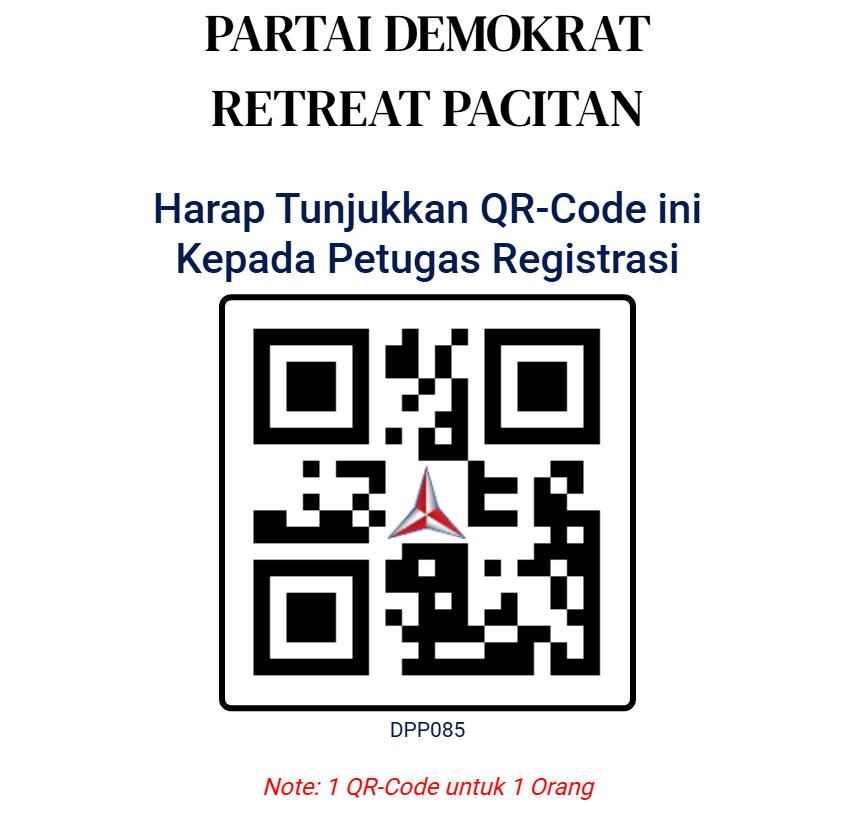 PARTAI DEMOKRAT
RETREAT PACITAN
Harap Tunjukkan QR-Code ini
Kepada Petugas Registrasi
DPP085
Note: 1 QR-Code untuk 1 Orang